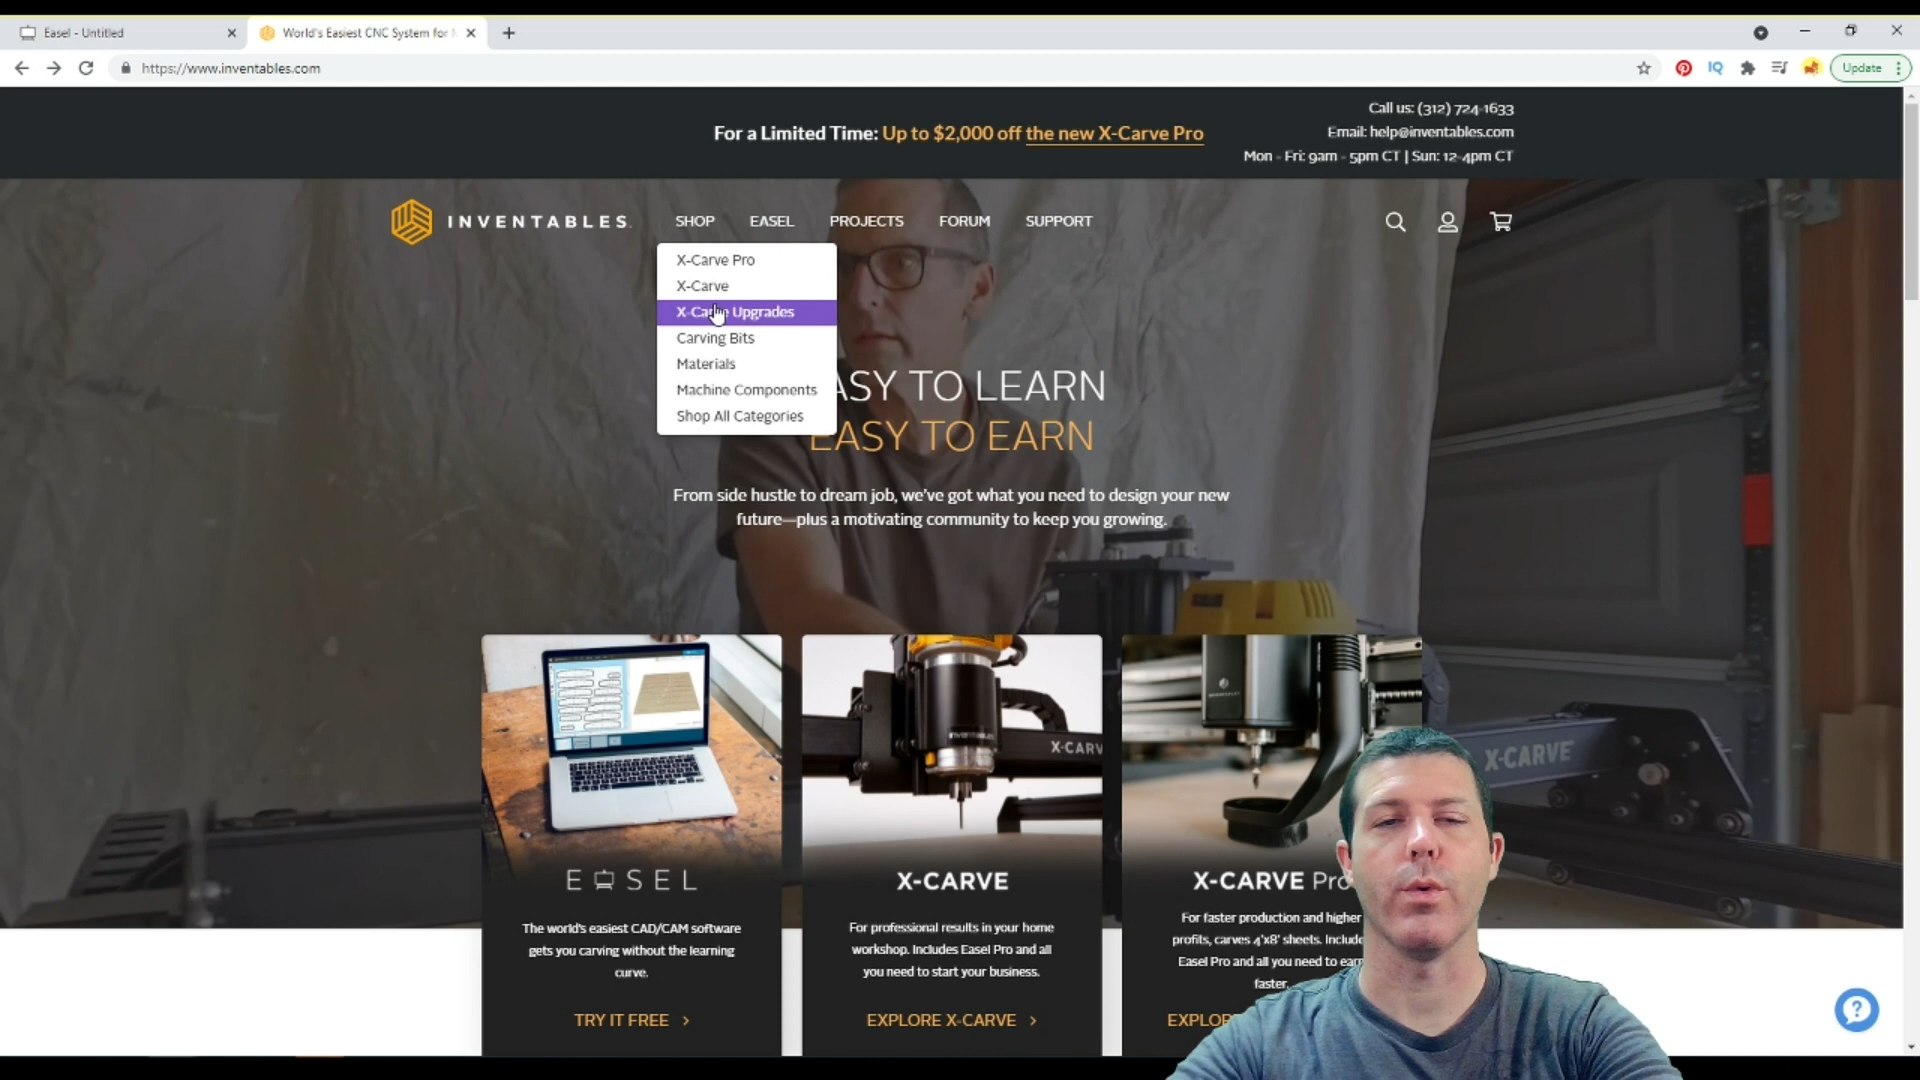 Easel - Untitled
World's Easiest CNC System for
https://www.inventables.com
IQ
Update
For a Limited Time: Up to $2,000 off the new X-Carve Pro
Call us: (312) 724-1633
Email: help@inventables.com
Mon - Fri: 9am - 5pm CT | Sun: 12-4pm CT
INVENTABLES.
SHOP
EASEL
PROJECTS
FORUM
SUPPORT
X-Carve Pro
X-Carve
X-Carve Upgrades
Carving Bits
Materials
Machine Components
Shop All Categories
ASY TO LEARN
EASY TO EARN
From side hustle to dream job, we've got what you need to design your new
future—plus a motivating community to keep you growing.
X-CARVE
inventables
X-CARV
EASEL
The world's easiest CAD/CAM software
gets you carving without the learning
curve.
TRY IT FREE >
X-CARVE
For professional results in your home
workshop. Includes Easel Pro and all
you need to start your business.
EXPLORE X-CARVE >
X-CARVE Pro
For faster production and higher
profits, carves 4'x8' sheets. Include
Easel Pro and all you need to earn
faster.
EXPLOR
?